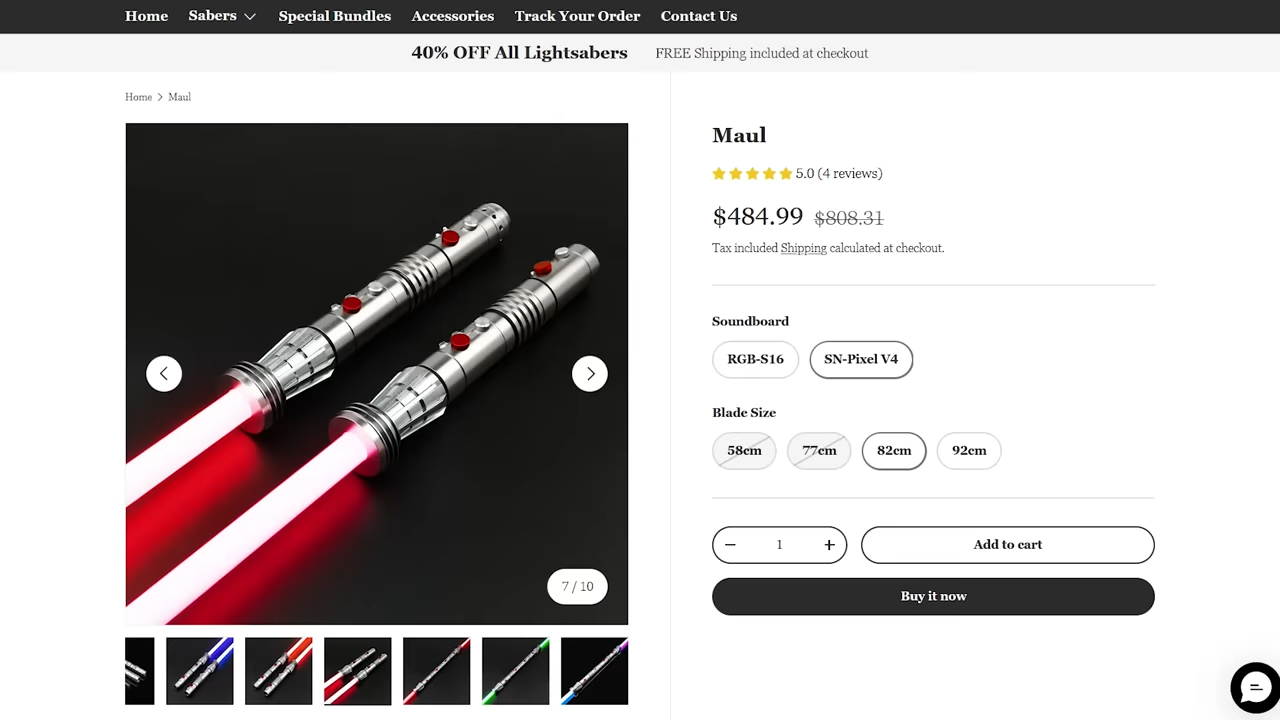 Home Sabers Special Bundles Accessories Track Your Order Contact Us
40% OFF All Lightsabers FREE Shipping included at checkout
Home > Maul
Maul
5.0 (4 reviews)
$484.99 $808.31
Tax included Shipping calculated at checkout.
Soundboard
RGB-S16 SN-Pixel V4
Blade Size
58cm 77cm 82cm 92cm
− 1 + Add to cart
7 / 10
Buy it now